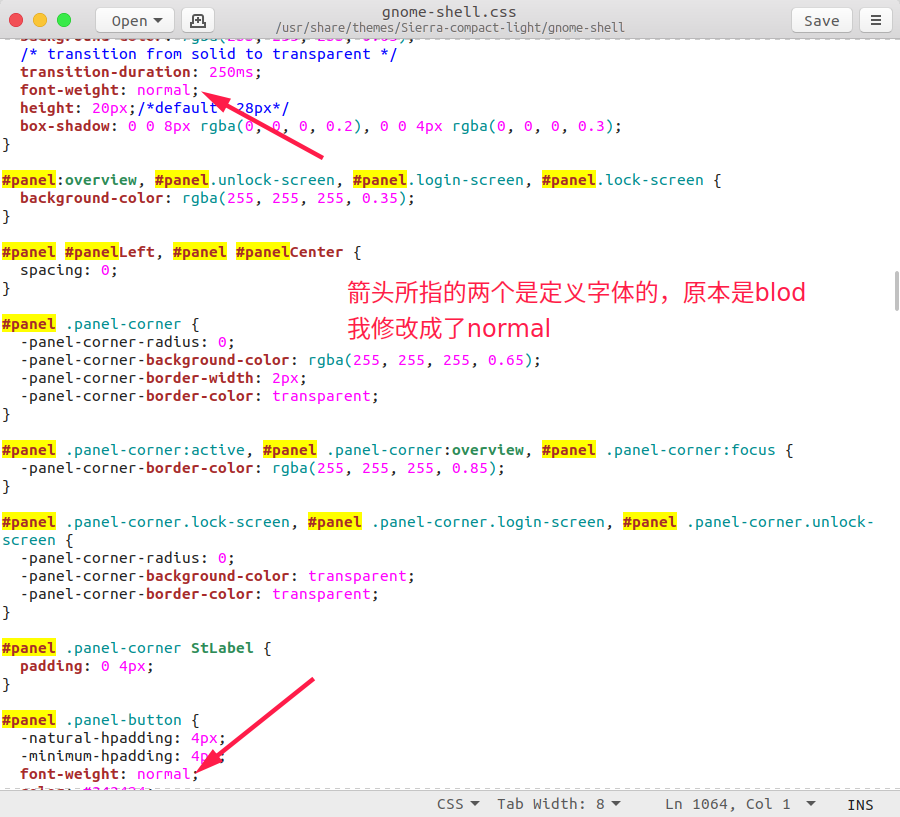 Open
gnome-shell.css
/usr/share/themes/Sierra-compact-light/gnome-shell
Save
/* transition from solid to transparent */
transition-duration: 250ms;
font-weight: normal;
height: 20px;/*default 28px*/
box-shadow: 0 0 8px rgba(0, 0, 0, 0.2), 0 0 4px rgba(0, 0, 0, 0.3);
}
#panel:overview, #panel.unlock-screen, #panel.login-screen, #panel.lock-screen {
background-color: rgba(255, 255, 255, 0.35);
}
#panel #panelLeft, #panel #panelCenter {
spacing: 0;
}
箭头所指的两个是定义字体的，原本是blod
我修改成了normal
#panel .panel-corner {
-panel-corner-radius: 0;
-panel-corner-background-color: rgba(255, 255, 255, 0.65);
-panel-corner-border-width: 2px;
-panel-corner-border-color: transparent;
}
#panel .panel-corner:active, #panel .panel-corner:overview, #panel .panel-corner:focus {
-panel-corner-border-color: rgba(255, 255, 255, 0.85);
}
#panel .panel-corner.lock-screen, #panel .panel-corner.login-screen, #panel .panel-corner.unlock-
screen {
-panel-corner-radius: 0;
-panel-corner-background-color: transparent;
-panel-corner-border-color: transparent;
}
#panel .panel-corner StLabel {
padding: 0 4px;
}
#panel .panel-button {
-natural-hpadding: 4px;
-minimum-hpadding: 4px;
font-weight: normal;
CSS Tab Width: 8 Ln 1064, Col 1 INS